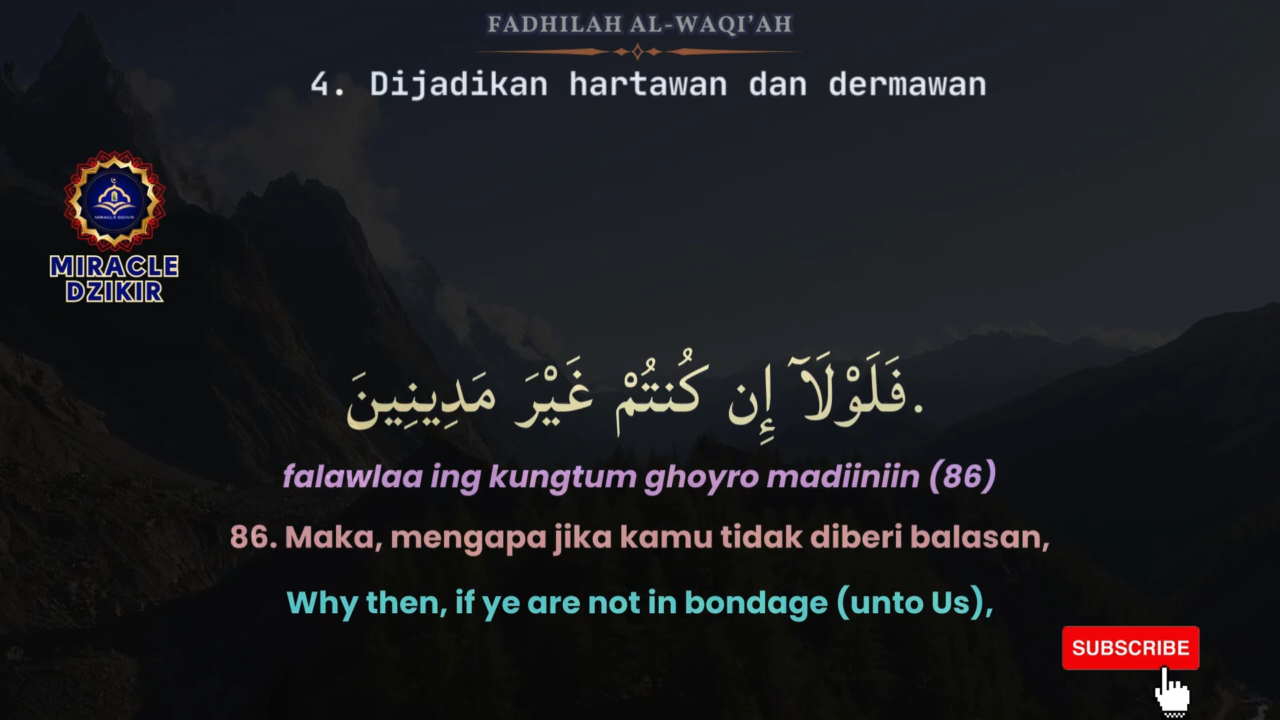 FADHILAH AL-WAQI'AH
4. Dijadikan hartawan dan dermawan
MIRACLE DZIKIR
MIRACLE
DZIKIR
فَلَوْلَآ إِن كُنتُمْ غَيْرَ مَدِينِينَ.
falawlaa ing kungtum ghoyro madiiniin (86)
86. Maka, mengapa jika kamu tidak diberi balasan,
Why then, if ye are not in bondage (unto Us),
SUBSCRIBE